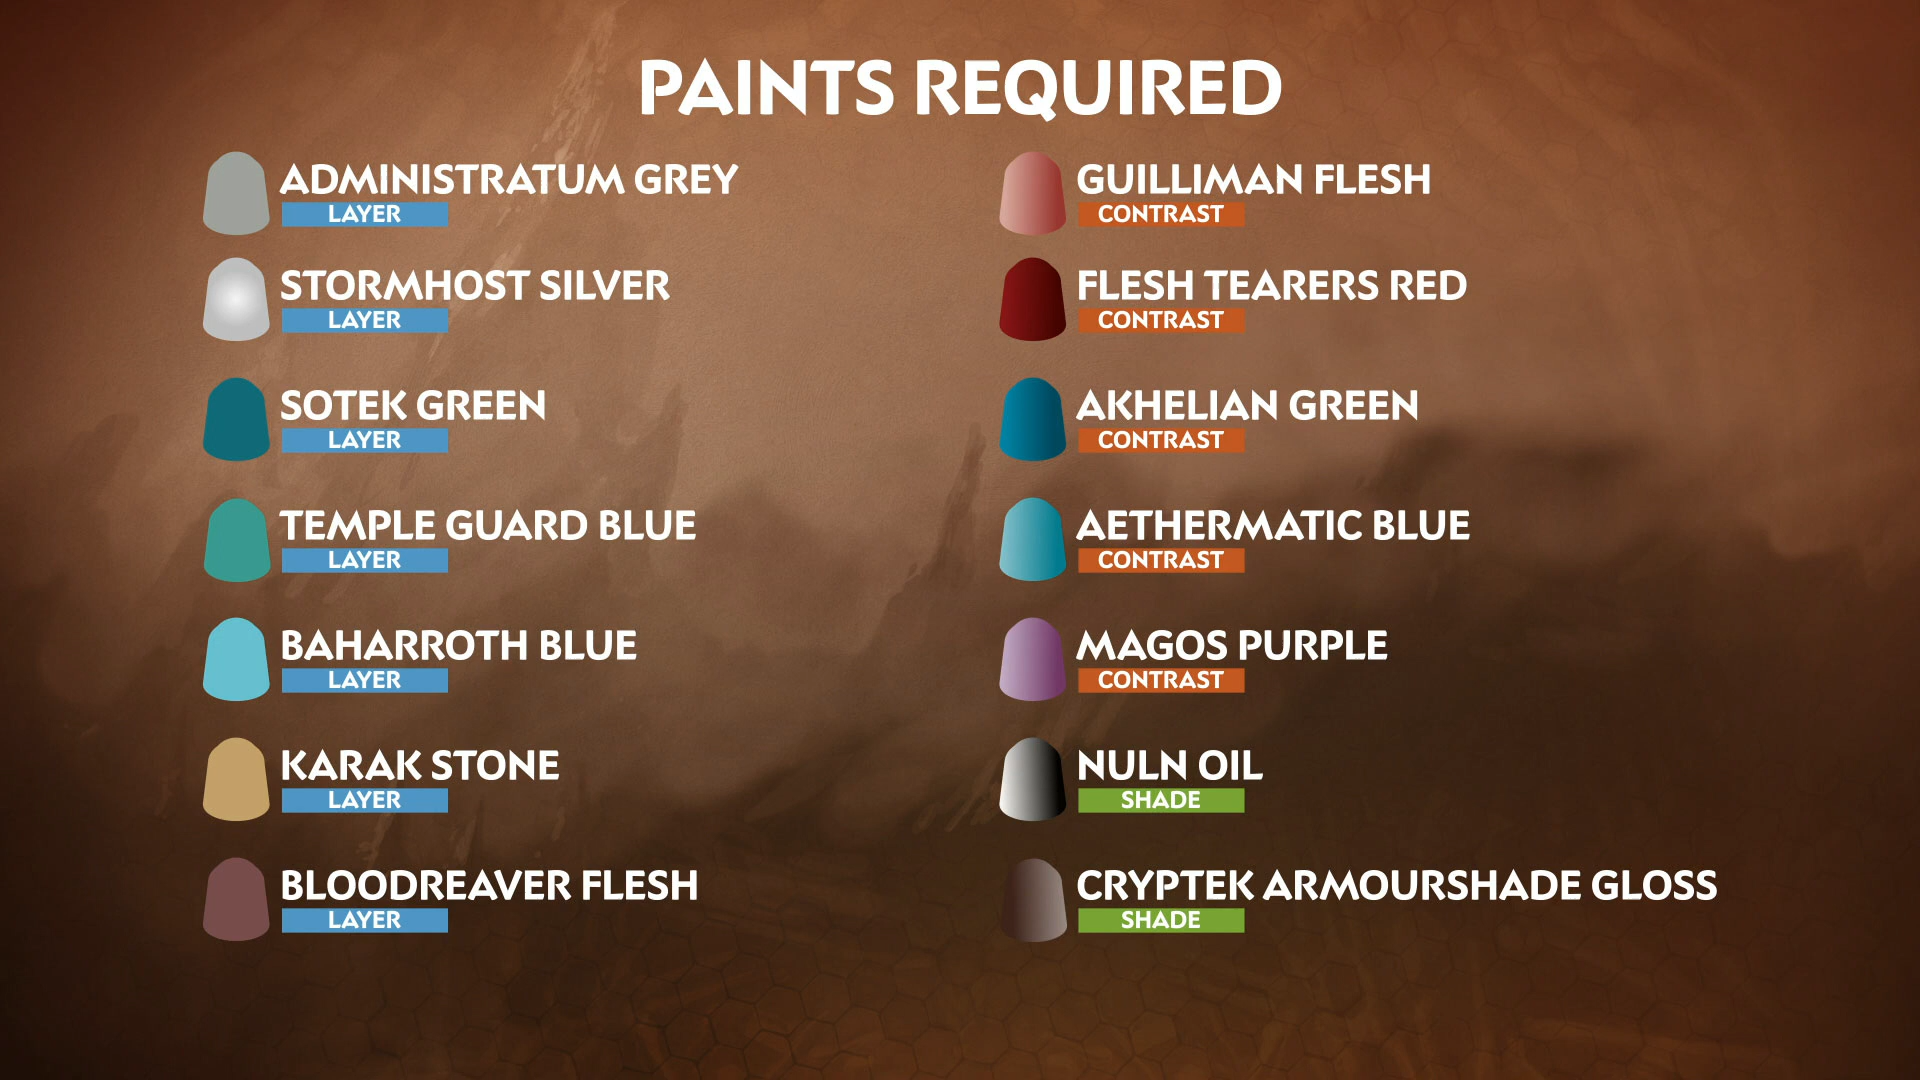 PAINTS REQUIRED
ADMINISTRATUM GREY
LAYER
STORMHOST SILVER
LAYER
SOTEK GREEN
LAYER
TEMPLE GUARD BLUE
LAYER
BAHARROTH BLUE
LAYER
KARAK STONE
LAYER
BLOODREAVER FLESH
LAYER
GUILLIMAN FLESH
CONTRAST
FLESH TEARERS RED
CONTRAST
AKHELIAN GREEN
CONTRAST
AETHERMATIC BLUE
CONTRAST
MAGOS PURPLE
CONTRAST
NULN OIL
SHADE
CRYPTEK ARMOURSHADE GLOSS
SHADE